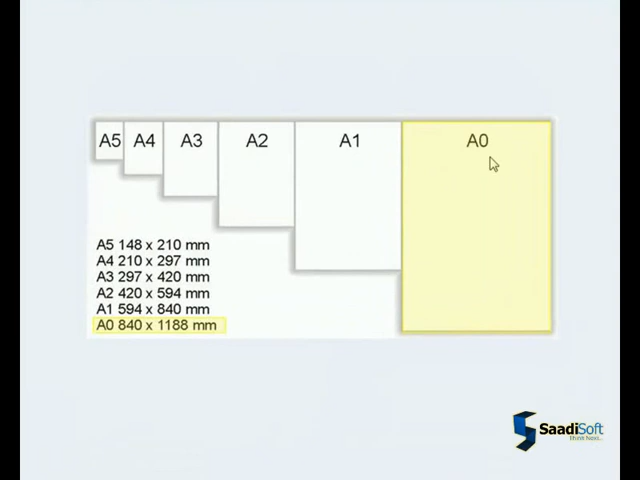 A5 A4 A3 A2 A1 A0
A5 148 x 210 mm
A4 210 x 297 mm
A3 297 x 420 mm
A2 420 x 594 mm
A1 594 x 840 mm
A0 840 x 1188 mm
SaadiSoft